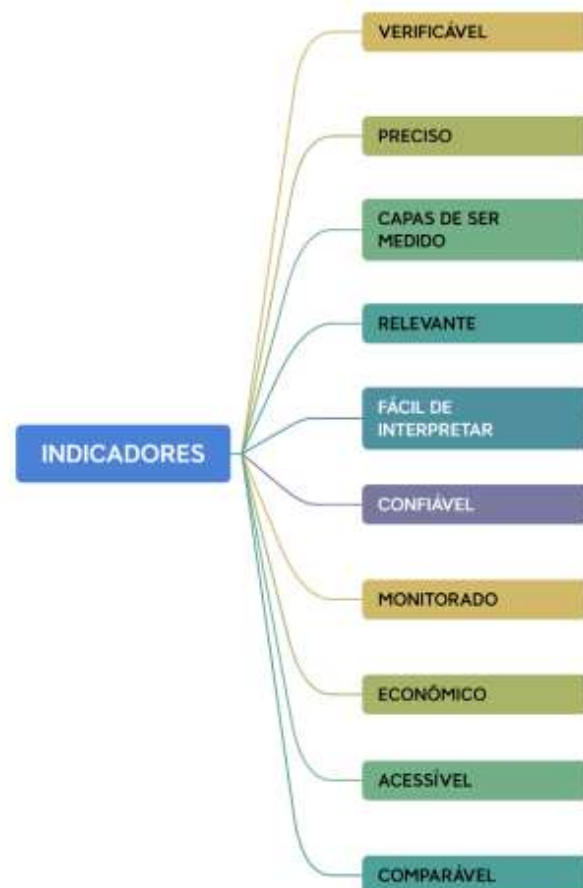 VERIFICÁVEL
PRECISO
CAPAS DE SER
MEDIDO
RELEVANTE
FÁCIL DE
INTERPRETAR
INDICADORES
CONFIÁVEL
MONITORADO
ECONÔMICO
ACESSÍVEL
COMPARÁVEL